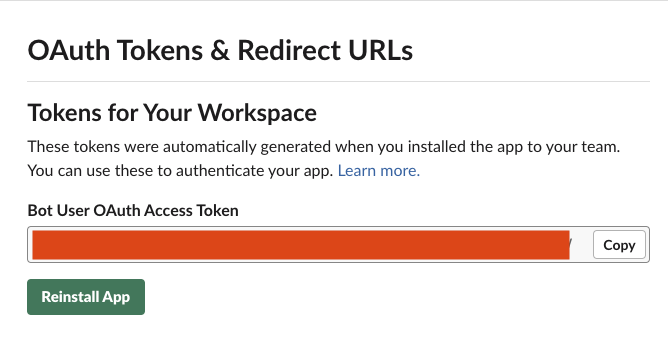 OAuth Tokens & Redirect URLs
Tokens for Your Workspace
These tokens were automatically generated when you installed the app to your team.
You can use these to authenticate your app. Learn more.
Bot User OAuth Access Token
Copy
Reinstall App